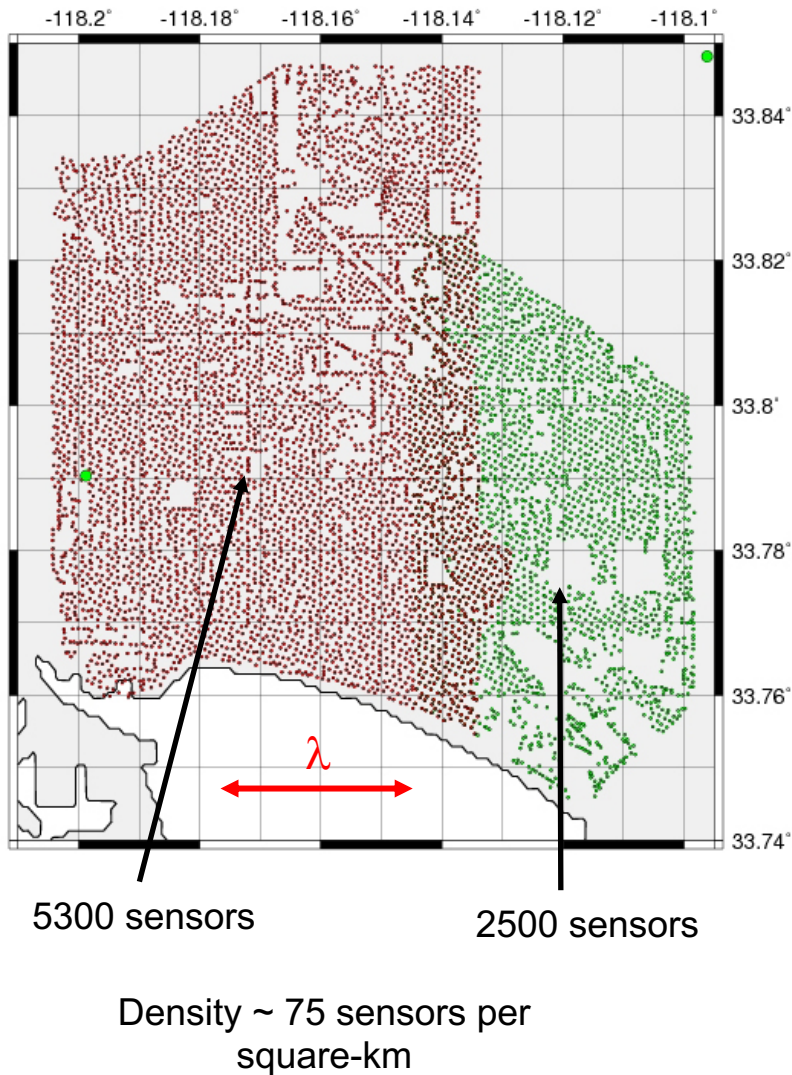 -118.2° -118.18° -118.16° -118.14° -118.12° -118.1°
33.84°
33.82°
33.8°
33.78°
33.76°
λ
33.74°
5300 sensors
2500 sensors
Density ~ 75 sensors per
square-km